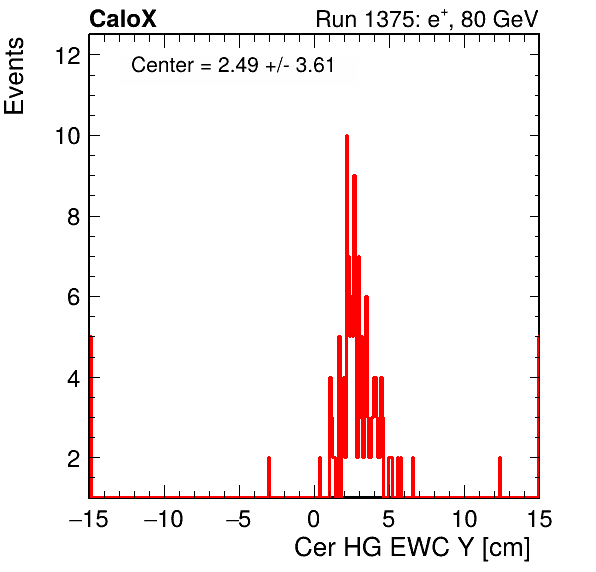 CaloX Run 1375: e⁺, 80 GeV
Center = 2.49 +/- 3.61
Events
12
10
8
6
4
2
−15 −10 −5 0 5 10 15
Cer HG EWC Y [cm]